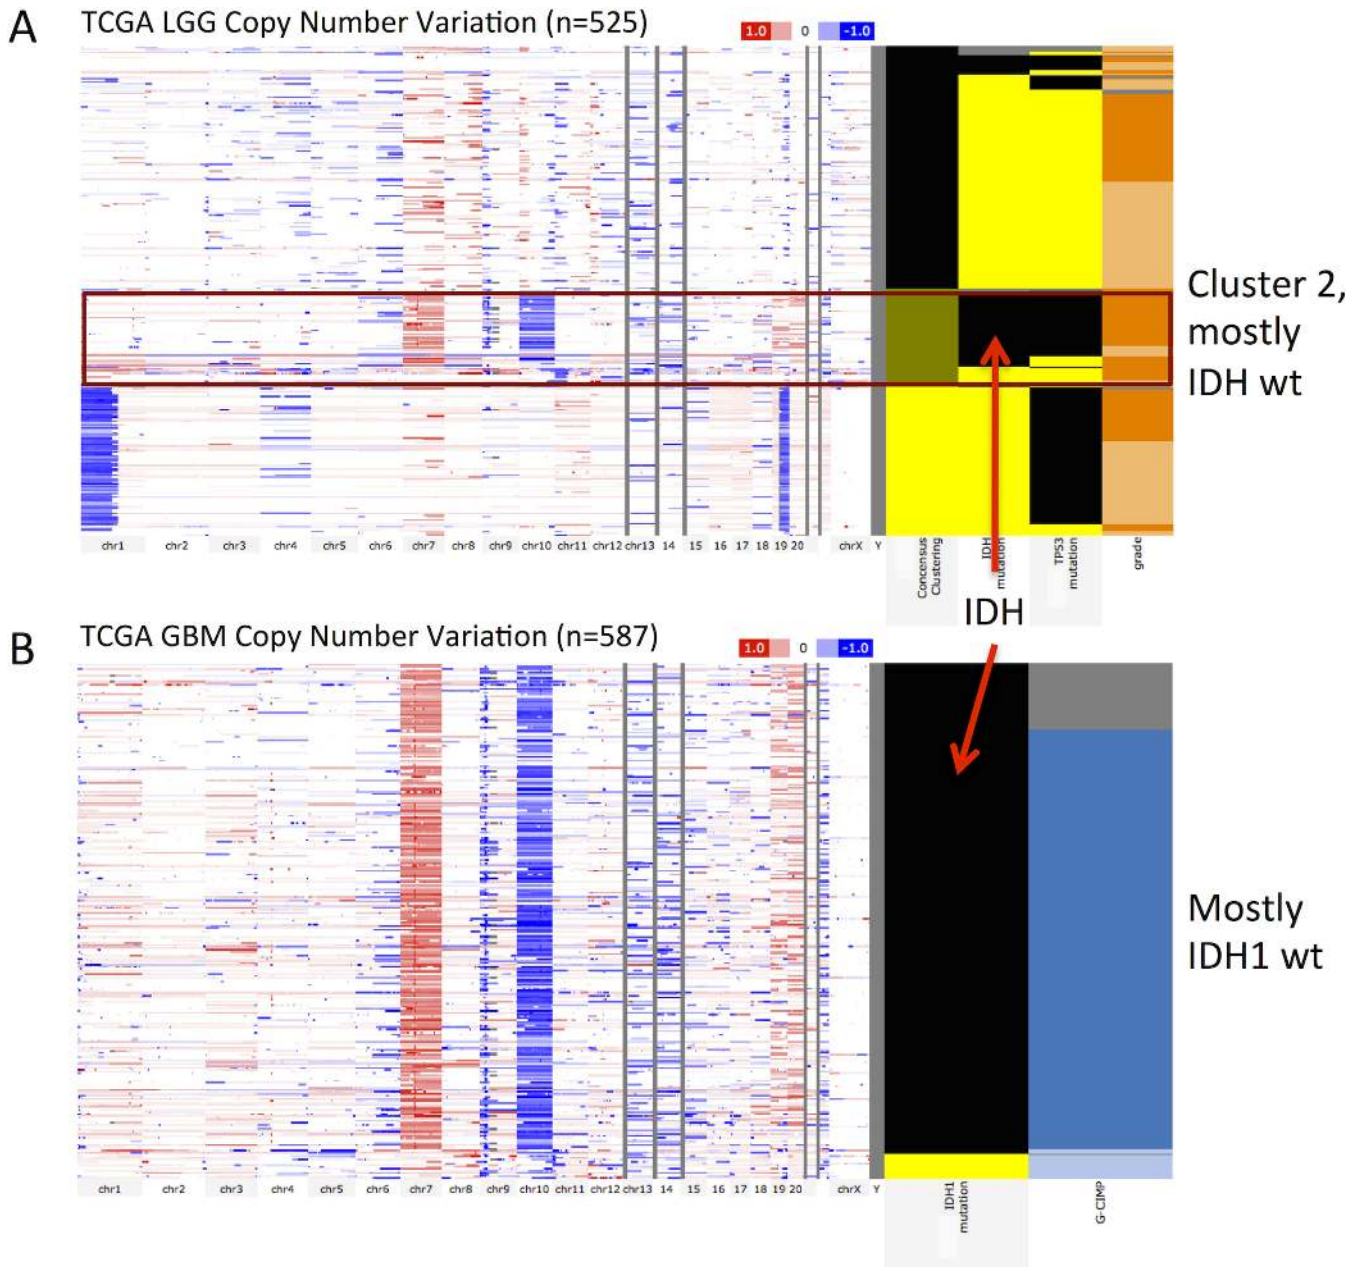 A
TCGA LGG Copy Number Variation (n=525)
1.0 0 -1.0
Cluster 2,
mostly
IDH wt
chr1 chr2 chr3 chr4 chr5 chr6 chr7 chr8 chr9 chr10 chr11 chr12 chr13 14 15 16 17 18 19 20 chrX Y
Concensus
Clustering
IDH
mutation
TP53
mutation
grade
IDH
B
TCGA GBM Copy Number Variation (n=587)
1.0 0 -1.0
Mostly
IDH1 wt
chr1 chr2 chr3 chr4 chr5 chr6 chr7 chr8 chr9 chr10 chr11 chr12 chr13 14 15 16 17 18 19 20 chrX Y
IDH1
mutation
G-CIMP